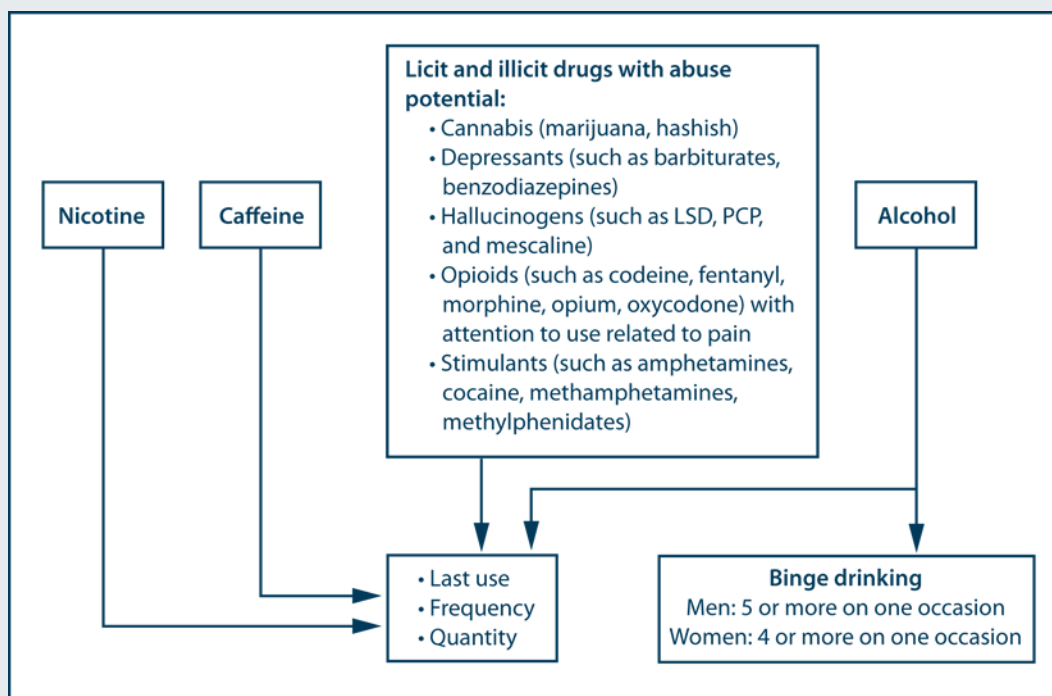 Licit and illicit drugs with abuse
potential:
• Cannabis (marijuana, hashish)
• Depressants (such as barbiturates,
benzodiazepines)
• Hallucinogens (such as LSD, PCP,
and mescaline)
• Opioids (such as codeine, fentanyl,
morphine, opium, oxycodone) with
attention to use related to pain
• Stimulants (such as amphetamines,
cocaine, methamphetamines,
methylphenidates)
Nicotine
Caffeine
Alcohol
• Last use
• Frequency
• Quantity
Binge drinking
Men: 5 or more on one occasion
Women: 4 or more on one occasion